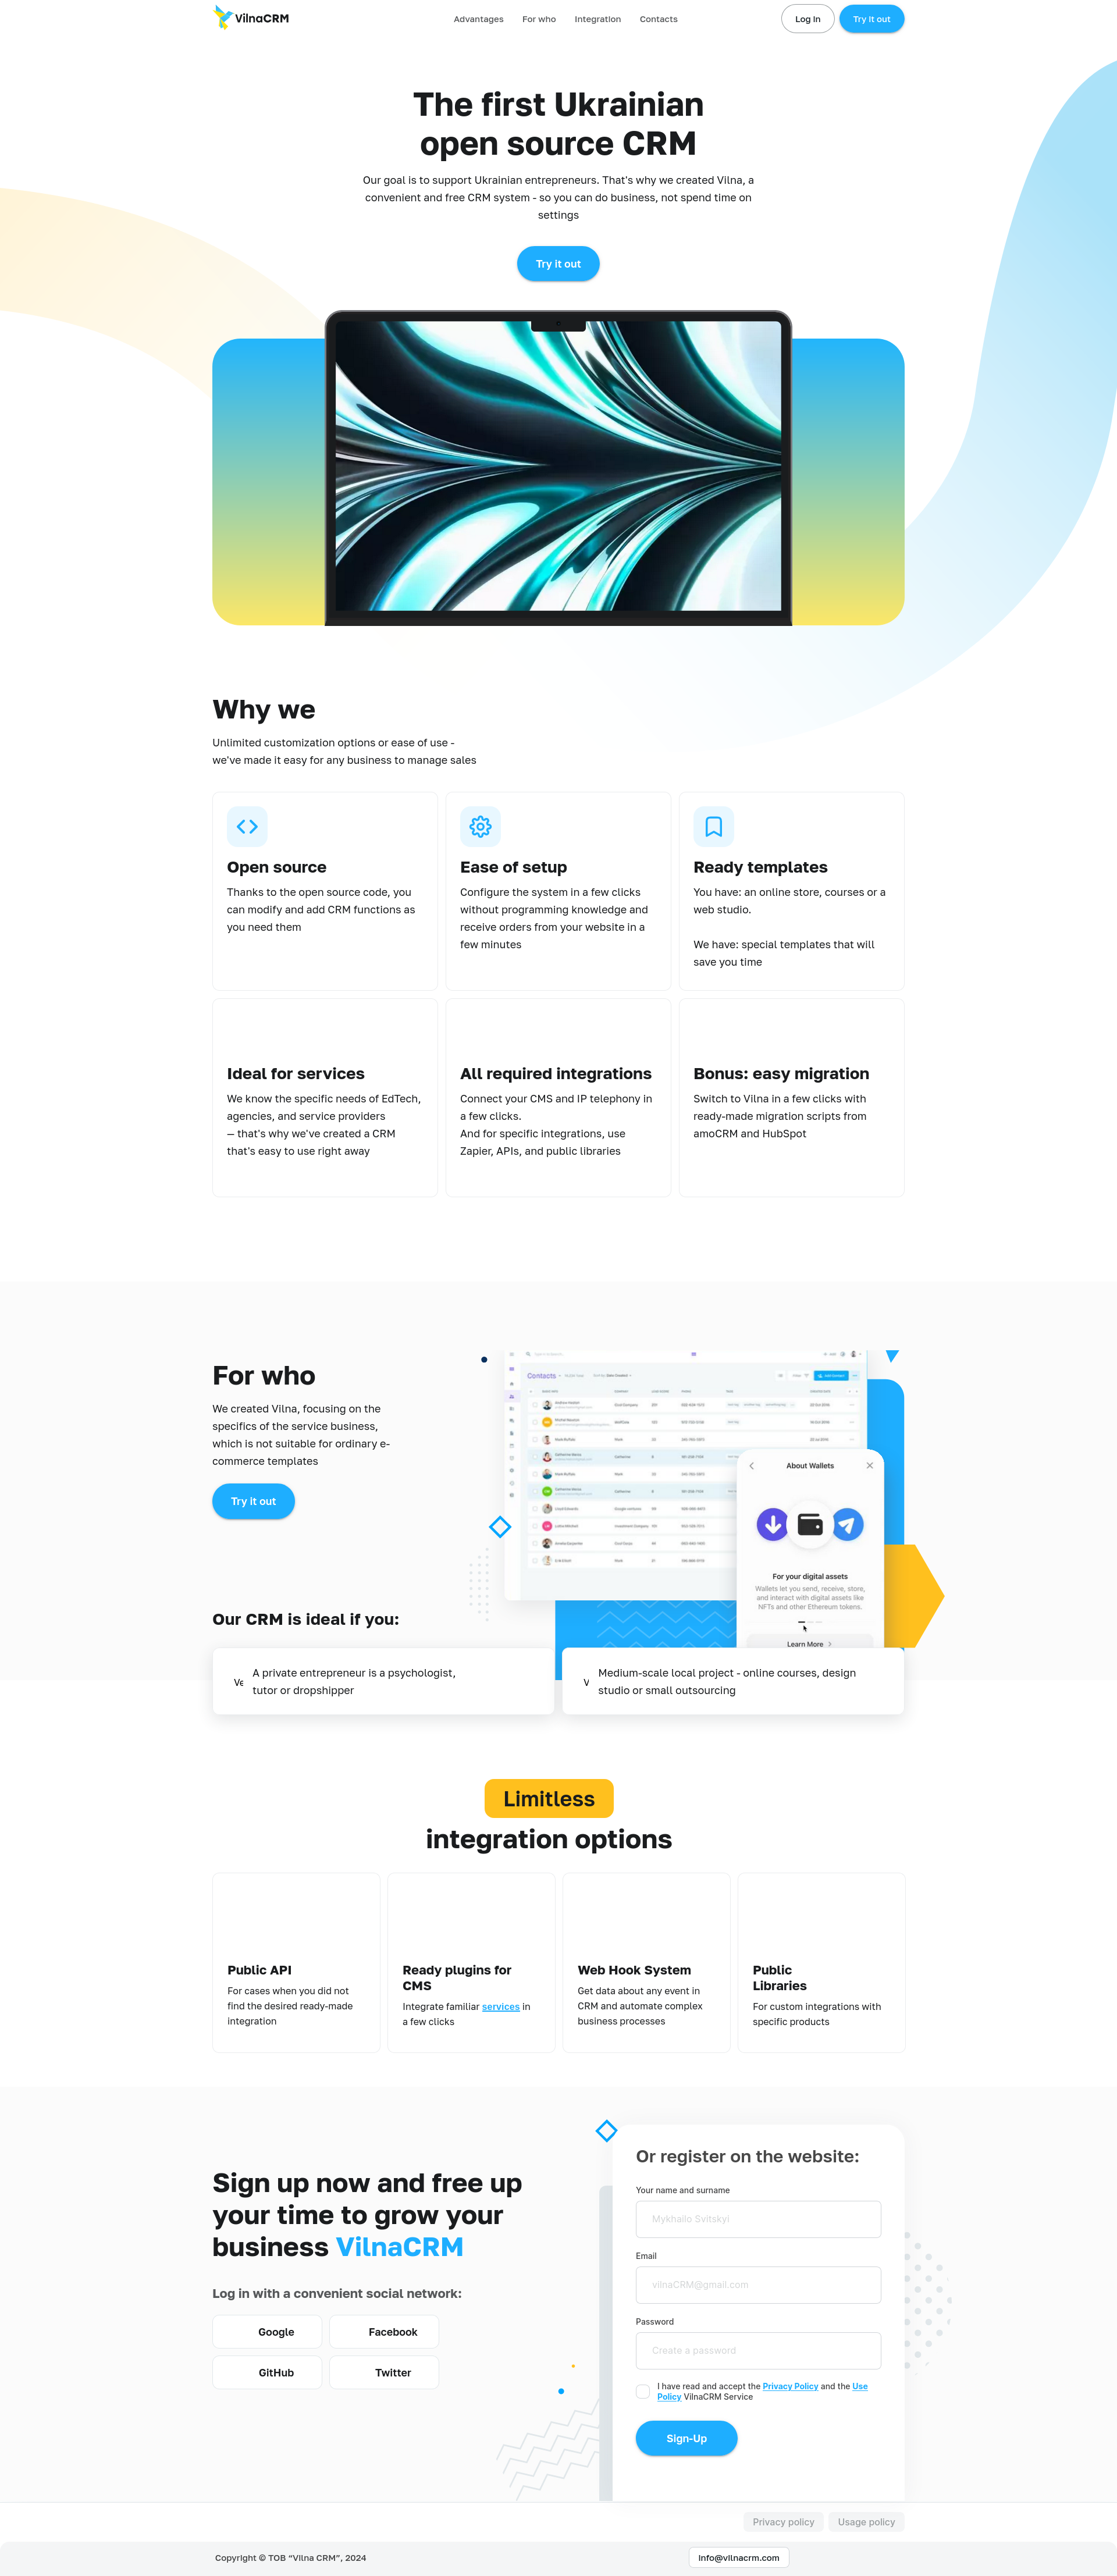 VilnaCRM
Advantages
For who
Integration
Contacts
Log in
Try it out
The first Ukrainian
open source CRM
Our goal is to support Ukrainian entrepreneurs. That's why we created Vilna, a
convenient and free CRM system - so you can do business, not spend time on
settings
Try it out
Why we
Unlimited customization options or ease of use -
we've made it easy for any business to manage sales
Open source
Thanks to the open source code, you
can modify and add CRM functions as
you need them
Ease of setup
Configure the system in a few clicks
without programming knowledge and
receive orders from your website in a
few minutes
Ready templates
You have: an online store, courses or a
web studio.
We have: special templates that will
save you time
Ideal for services
We know the specific needs of EdTech,
agencies, and service providers
— that's why we've created a CRM
that's easy to use right away
All required integrations
Connect your CMS and IP telephony in
a few clicks.
And for specific integrations, use
Zapier, APIs, and public libraries
Bonus: easy migration
Switch to Vilna in a few clicks with
ready-made migration scripts from
amoCRM and HubSpot
For who
We created Vilna, focusing on the
specifics of the service business,
which is not suitable for ordinary e-
commerce templates
Try it out
Contacts
About Wallets
For your digital assets
Wallets let you send, receive, store,
and interact with digital assets like
NFTs and other Ethereum tokens.
Learn More
Our CRM is ideal if you:
Ve
A private entrepreneur is a psychologist,
tutor or dropshipper
V
Medium-scale local project - online courses, design
studio or small outsourcing
Limitless
integration options
Public API
For cases when you did not
find the desired ready-made
integration
Ready plugins for
CMS
Integrate familiar services in
a few clicks
Web Hook System
Get data about any event in
CRM and automate complex
business processes
Public
Libraries
For custom integrations with
specific products
Sign up now and free up
your time to grow your
business VilnaCRM
Log in with a convenient social network:
Google
Facebook
GitHub
Twitter
Or register on the website:
Your name and surname
Mykhailo Svitskyi
Email
vilnaCRM@gmail.com
Password
Create a password
I have read and accept the Privacy Policy and the Use
Policy VilnaCRM Service
Sign-Up
Privacy policy
Usage policy
Copyright © ТОВ “Vilna CRM”, 2024
info@vilnacrm.com